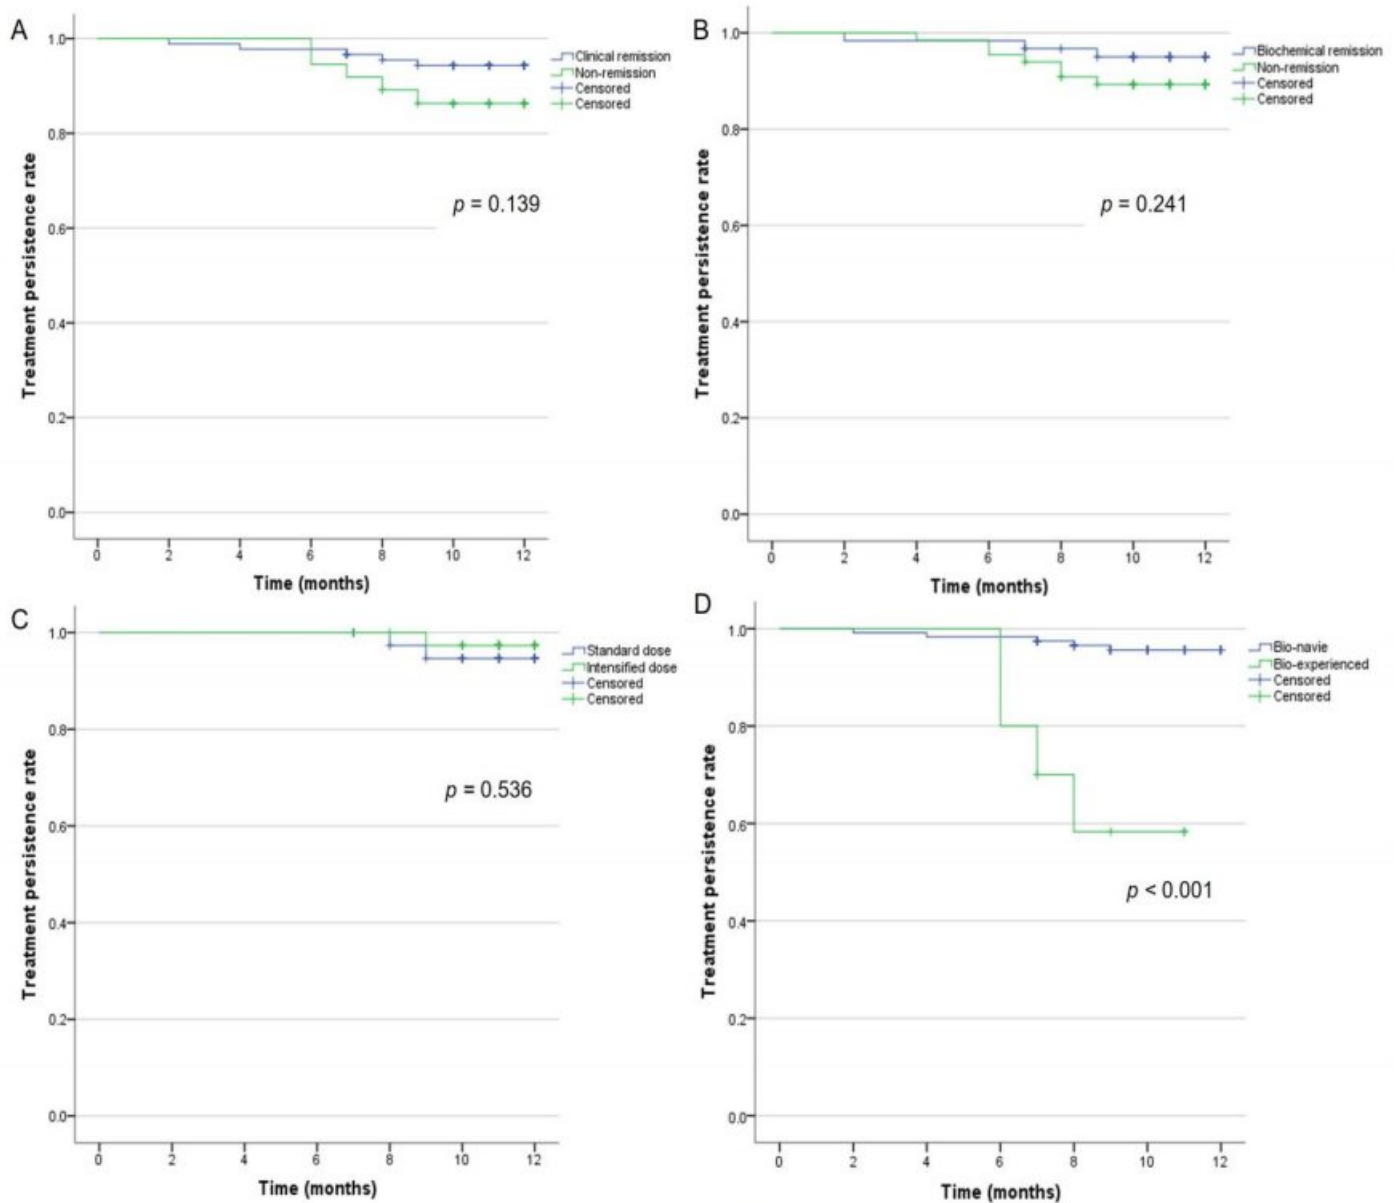 A
1.0
0.8
0.6
0.4
0.2
0.0
Treatment persistence rate
0 2 4 6 8 10 12
Time (months)
Clinical remission
Non-remission
Censored
Censored
p = 0.139
B
1.0
0.8
0.6
0.4
0.2
0.0
Treatment persistence rate
0 2 4 6 8 10 12
Time (months)
Biochemical remission
Non-remission
Censored
Censored
p = 0.241
C
1.0
0.8
0.6
0.4
0.2
0.0
Treatment persistence rate
0 2 4 6 8 10 12
Time (months)
Standard dose
Intensified dose
Censored
Censored
p = 0.536
D
1.0
0.8
0.6
0.4
0.2
0.0
Treatment persistence rate
0 2 4 6 8 10 12
Time (months)
Bio-navie
Bio-experienced
Censored
Censored
p < 0.001